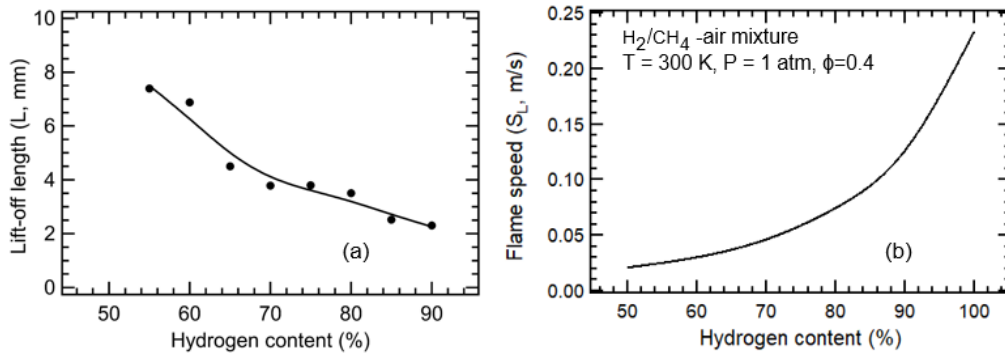 10
8
6
4
2
0
Lift-off length (L, mm)
(a)
50 60 70 80 90
Hydrogen content (%)
0.25
0.20
0.15
0.10
0.05
0.00
Flame speed (S_L, m/s)
H₂/CH₄ -air mixture
T = 300 K, P = 1 atm, ϕ=0.4
(b)
50 60 70 80 90 100
Hydrogen content (%)